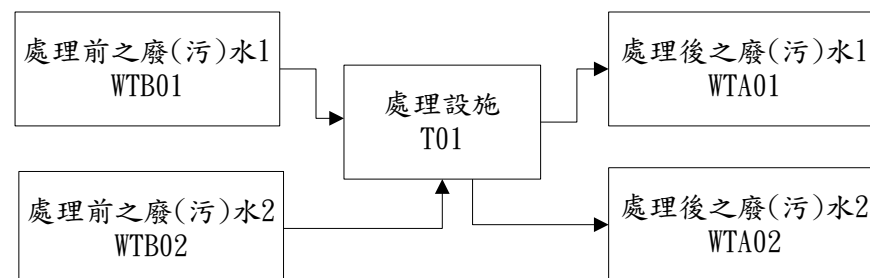 處理前之廢(污)水1
WTB01
處理設施
T01
處理後之廢(污)水1
WTA01
處理前之廢(污)水2
WTB02
處理後之廢(污)水2
WTA02